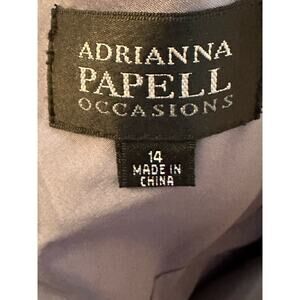 ADRIANNA
PAPELL
OCCASIONS
14
MADE IN
CHINA